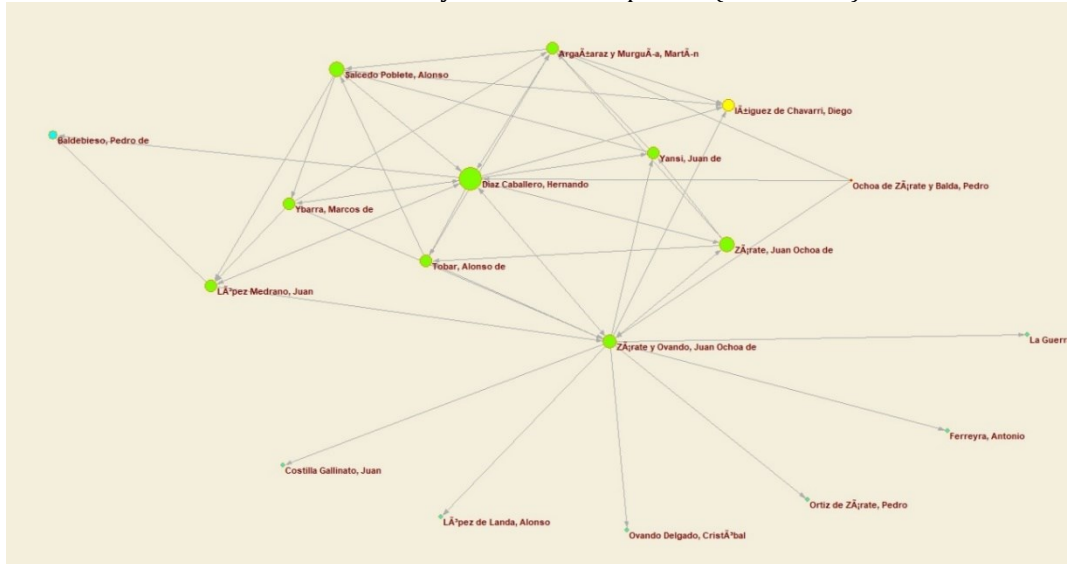 ArgaÃ±araz y MurguÃ-a, MartÃ-n
Salcedo Poblete, Alonso
IÃ±iguez de Chavarri, Diego
Baldebieso, Pedro de
Yansi, Juan de
Diaz Caballero, Hernando
Ochoa de ZÃ¡rate y Balda, Pedro
Ybarra, Marcos de
ZÃ¡rate, Juan Ochoa de
Tobar, Alonso de
LÃ³pez Medrano, Juan
ZÃ¡rate y Ovando, Juan Ochoa de
La Guerr
Ferreyra, Antonio
Costilla Gallinato, Juan
Ortiz de ZÃ¡rate, Pedro
LÃ³pez de Landa, Alonso
Ovando Delgado, CristÃ³bal